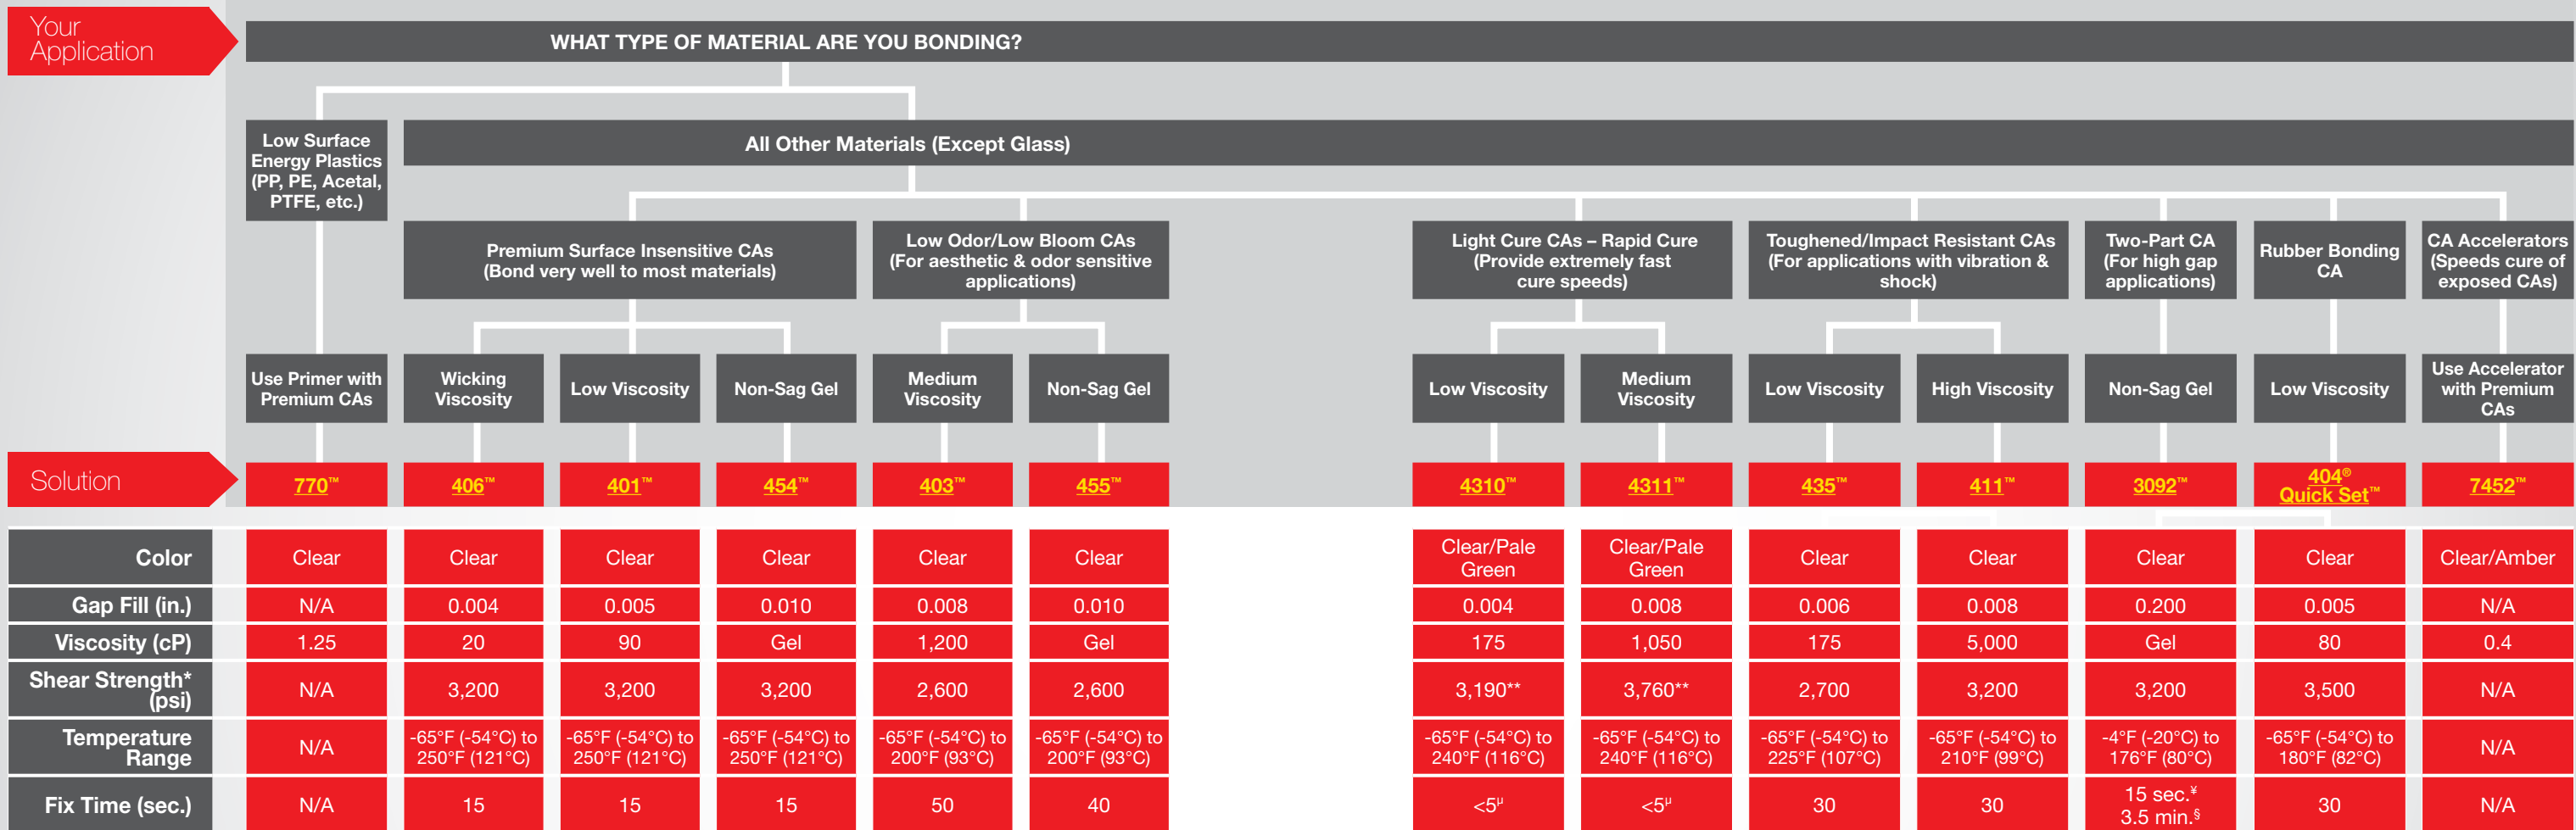 Your
Application
WHAT TYPE OF MATERIAL ARE YOU BONDING?
Low Surface
Energy Plastics
(PP, PE, Acetal,
PTFE, etc.)
All Other Materials (Except Glass)
Premium Surface Insensitive CAs
(Bond very well to most materials)
Low Odor/Low Bloom CAs
(For aesthetic & odor sensitive
applications)
Light Cure CAs – Rapid Cure
(Provide extremely fast
cure speeds)
Toughened/Impact Resistant CAs
(For applications with vibration &
shock)
Two-Part CA
(For high gap
applications)
Rubber Bonding
CA
CA Accelerators
(Speeds cure of
exposed CAs)
Use Primer with
Premium CAs
Wicking
Viscosity
Low Viscosity
Non-Sag Gel
Medium
Viscosity
Non-Sag Gel
Low Viscosity
Medium
Viscosity
Low Viscosity
High Viscosity
Non-Sag Gel
Low Viscosity
Use Accelerator
with Premium
CAs
Solution
770™
406™
401™
454™
403™
455™
4310™
4311™
435™
411™
3092™
404®
Quick Set™
7452™
Color
Clear
Clear
Clear
Clear
Clear
Clear
Clear/Pale
Green
Clear/Pale
Green
Clear
Clear
Clear
Clear
Clear/Amber
Gap Fill (in.)
N/A
0.004
0.005
0.010
0.008
0.010
0.004
0.008
0.006
0.008
0.200
0.005
N/A
Viscosity (cP)
1.25
20
90
Gel
1,200
Gel
175
1,050
175
5,000
Gel
80
0.4
Shear Strength*
(psi)
N/A
3,200
3,200
3,200
2,600
2,600
3,190**
3,760**
2,700
3,200
3,200
3,500
N/A
Temperature
Range
N/A
-65°F (-54°C) to
250°F (121°C)
-65°F (-54°C) to
250°F (121°C)
-65°F (-54°C) to
250°F (121°C)
-65°F (-54°C) to
200°F (93°C)
-65°F (-54°C) to
200°F (93°C)
-65°F (-54°C) to
240°F (116°C)
-65°F (-54°C) to
240°F (116°C)
-65°F (-54°C) to
225°F (107°C)
-65°F (-54°C) to
210°F (99°C)
-4°F (-20°C) to
176°F (80°C)
-65°F (-54°C) to
180°F (82°C)
N/A
Fix Time (sec.)
N/A
15
15
15
50
40
<5µ
<5µ
30
30
15 sec.¥
3.5 min.§
30
N/A